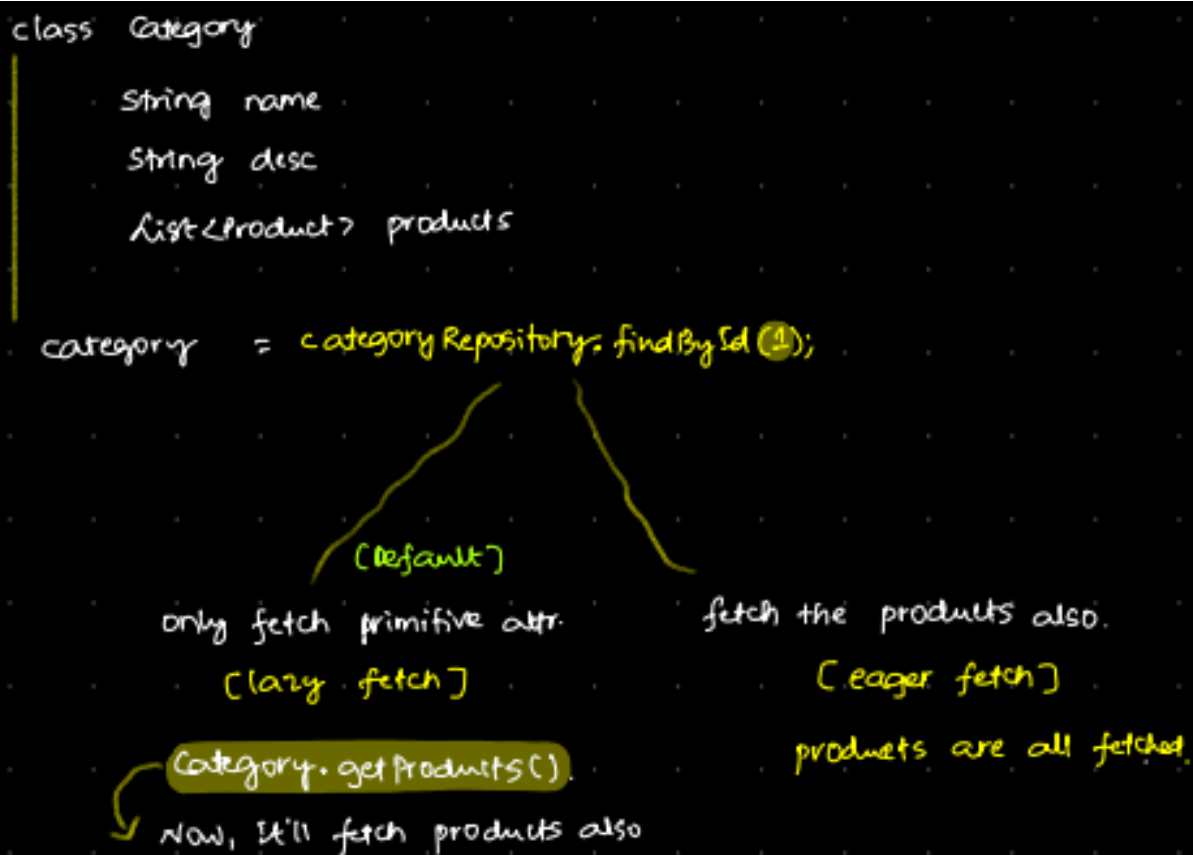 class Category
String name
String desc
List<Product> products
category = categoryRepository.findById(1);
[Default]
only fetch primitive attr.
[lazy fetch]
Category.getProducts().
Now, It'll fetch products also
fetch the products also.
[eager fetch]
products are all fetched.